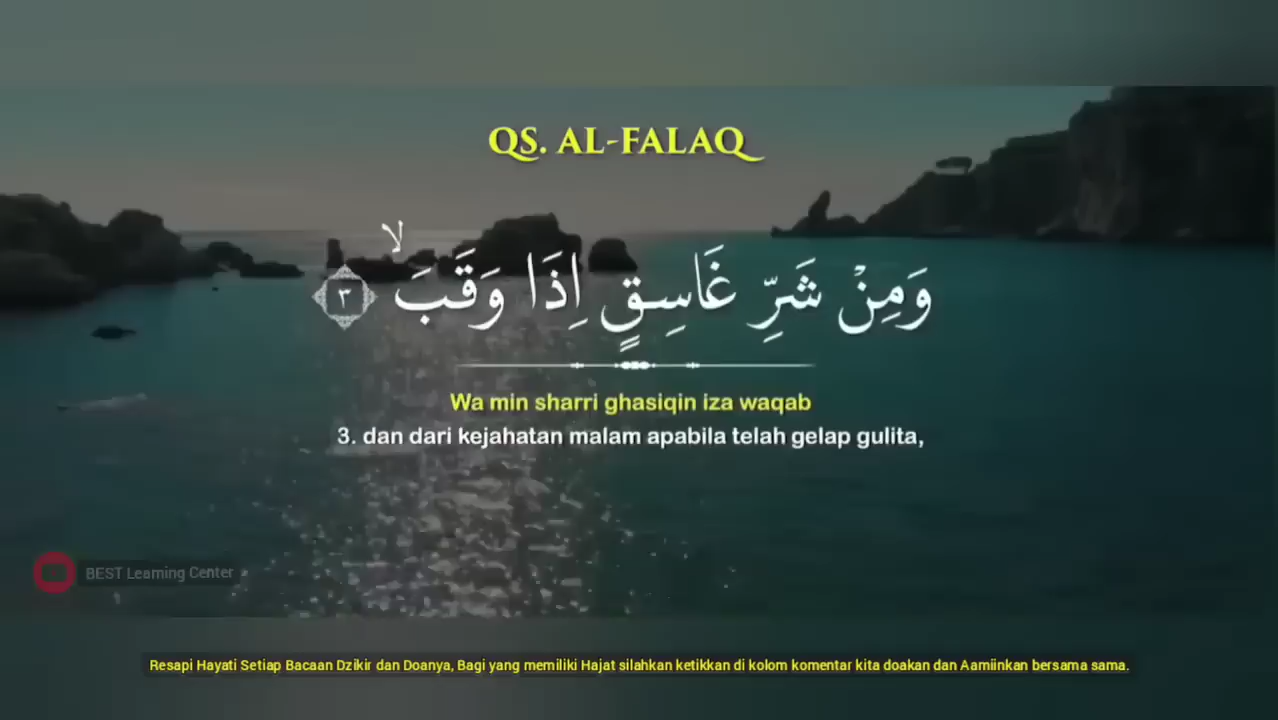 QS. AL-FALAQ
وَمِنْ شَرِّ غَاسِقٍ اِذَا وَقَبَۙ ٣
Wa min sharri ghasiqin iza waqab
3. dan dari kejahatan malam apabila telah gelap gulita,
BEST Learning Center
Resapi Hayati Setiap Bacaan Dzikir dan Doanya, Bagi yang memiliki Hajat silahkan ketikkan di kolom komentar kita doakan dan Aamiinkan bersama sama.